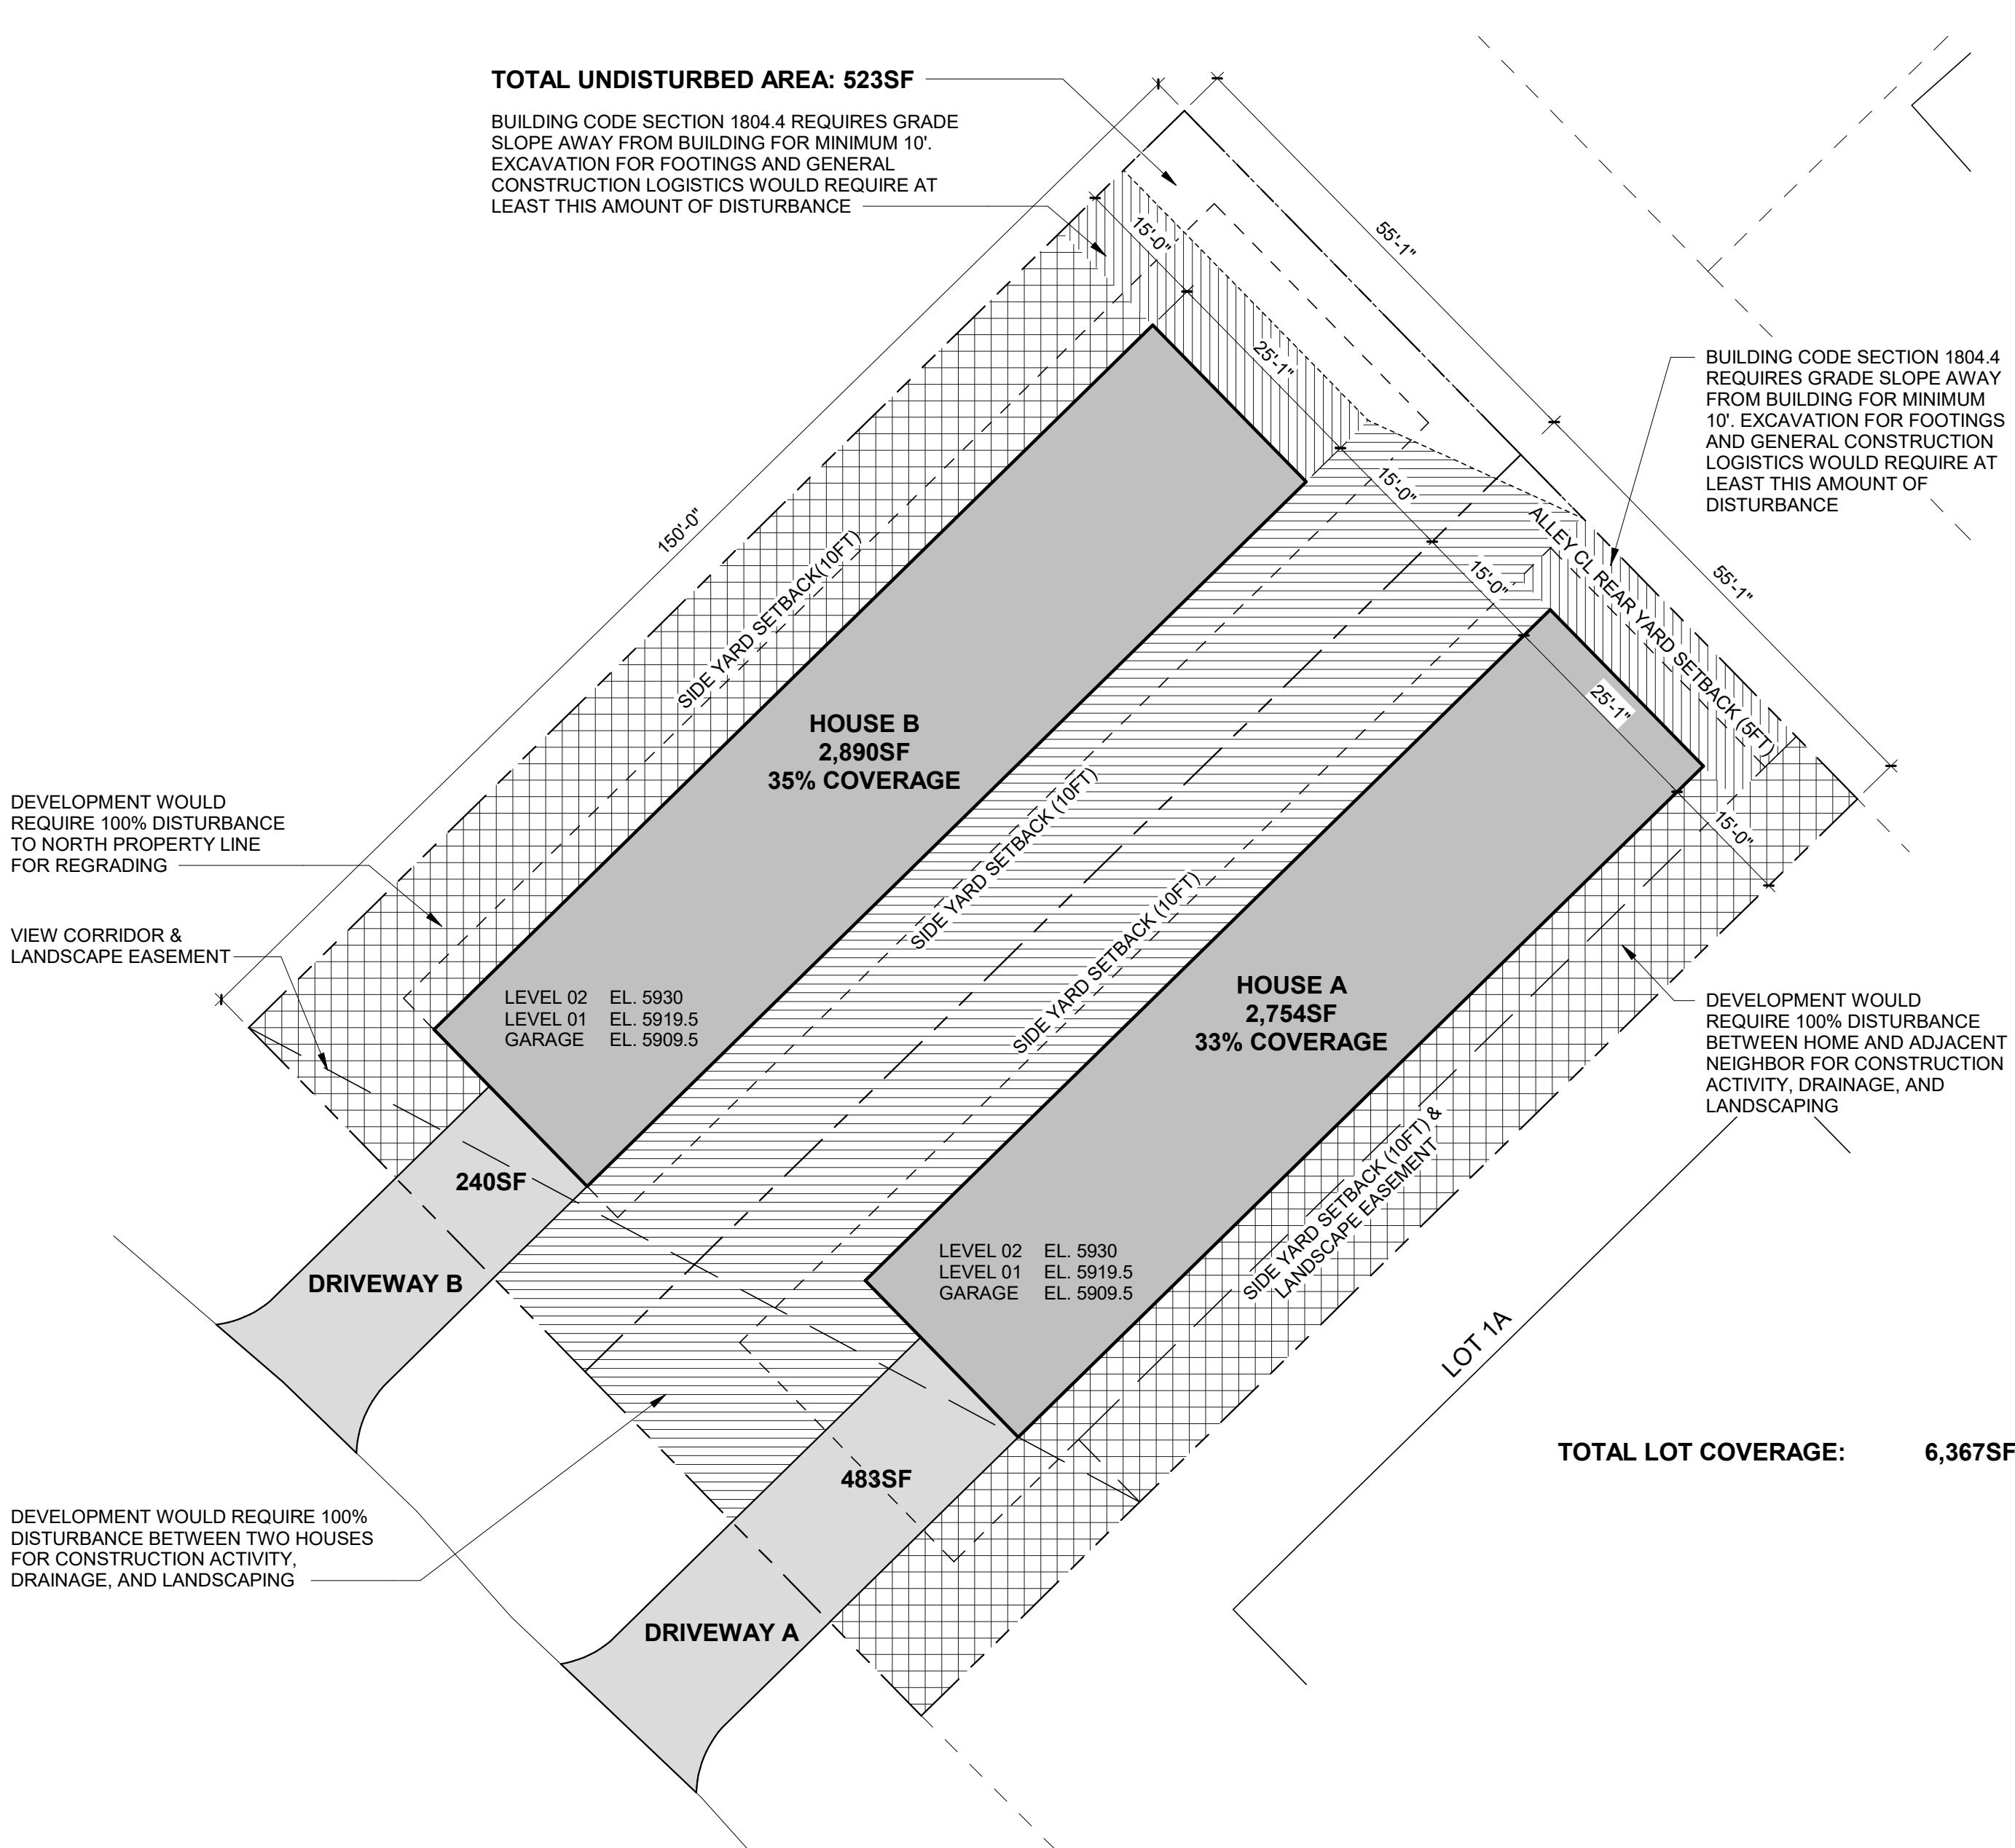 TOTAL UNDISTURBED AREA: 523SF
BUILDING CODE SECTION 1804.4 REQUIRES GRADE
SLOPE AWAY FROM BUILDING FOR MINIMUM 10'.
EXCAVATION FOR FOOTINGS AND GENERAL
CONSTRUCTION LOGISTICS WOULD REQUIRE AT
LEAST THIS AMOUNT OF DISTURBANCE
15'-0"
55'-1"
25'-1"
BUILDING CODE SECTION 1804.4
REQUIRES GRADE SLOPE AWAY
FROM BUILDING FOR MINIMUM
10'. EXCAVATION FOR FOOTINGS
AND GENERAL CONSTRUCTION
LOGISTICS WOULD REQUIRE AT
LEAST THIS AMOUNT OF
DISTURBANCE
15'-0"
150'-0"
ALLEY CL REAR YARD SETBACK (5FT)
15'-0"
55'-1"
SIDE YARD SETBACK(10FT)
25'-1"
HOUSE B
2,890SF
35% COVERAGE
15'-0"
DEVELOPMENT WOULD
REQUIRE 100% DISTURBANCE
TO NORTH PROPERTY LINE
FOR REGRADING
SIDE YARD SETBACK (10FT)
SIDE YARD SETBACK (10FT)
VIEW CORRIDOR &
LANDSCAPE EASEMENT
LEVEL 02 EL. 5930
LEVEL 01 EL. 5919.5
GARAGE EL. 5909.5
HOUSE A
2,754SF
33% COVERAGE
DEVELOPMENT WOULD
REQUIRE 100% DISTURBANCE
BETWEEN HOME AND ADJACENT
NEIGHBOR FOR CONSTRUCTION
ACTIVITY, DRAINAGE, AND
LANDSCAPING
240SF
SIDE YARD SETBACK (10FT) &
LANDSCAPE EASEMENT
LEVEL 02 EL. 5930
LEVEL 01 EL. 5919.5
GARAGE EL. 5909.5
DRIVEWAY B
LOT 1A
TOTAL LOT COVERAGE: 6,367SF
483SF
DEVELOPMENT WOULD REQUIRE 100%
DISTURBANCE BETWEEN TWO HOUSES
FOR CONSTRUCTION ACTIVITY,
DRAINAGE, AND LANDSCAPING
DRIVEWAY A